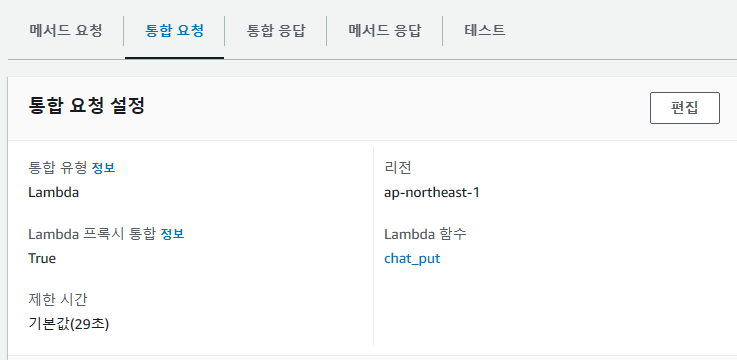 메서드 요청 통합 요청 통합 응답 메서드 응답 테스트
통합 요청 설정 편집
통합 유형 정보
Lambda
리전
ap-northeast-1
Lambda 프록시 통합 정보
True
Lambda 함수
chat_put
제한 시간
기본값(29초)